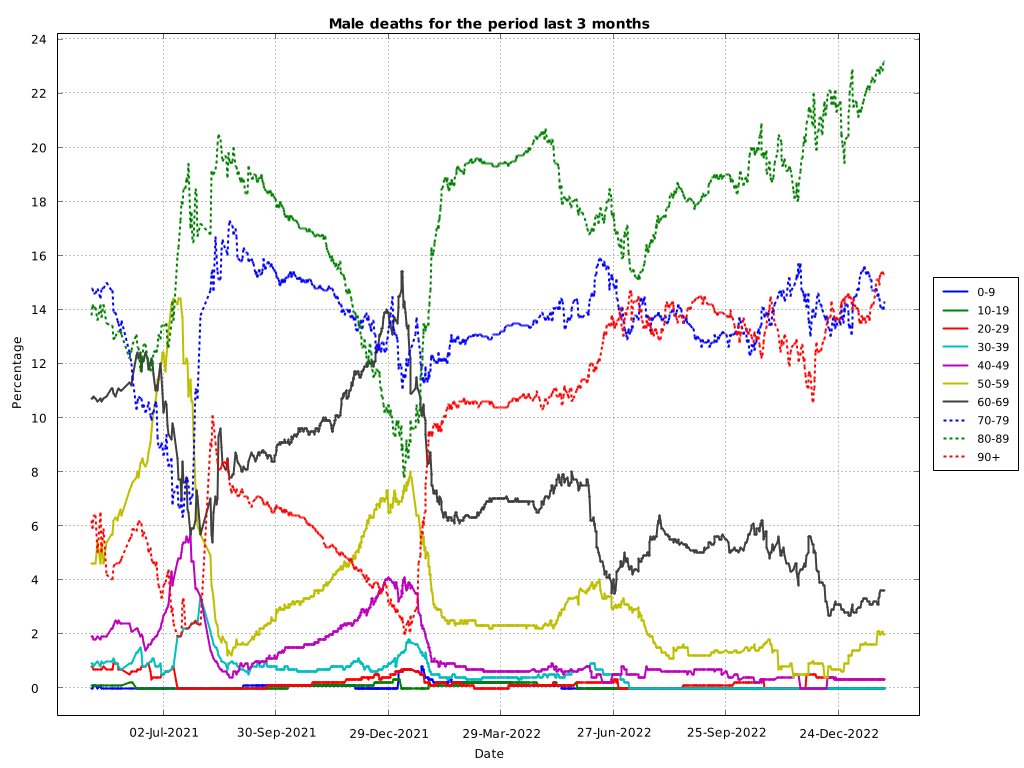 Male deaths for the period last 3 months
24
22
20
18
16
14
12
10
8
6
4
2
0
Percentage
02-Jul-2021
30-Sep-2021
29-Dec-2021
29-Mar-2022
27-Jun-2022
25-Sep-2022
24-Dec-2022
Date
0-9
10-19
20-29
30-39
40-49
50-59
60-69
70-79
80-89
90+